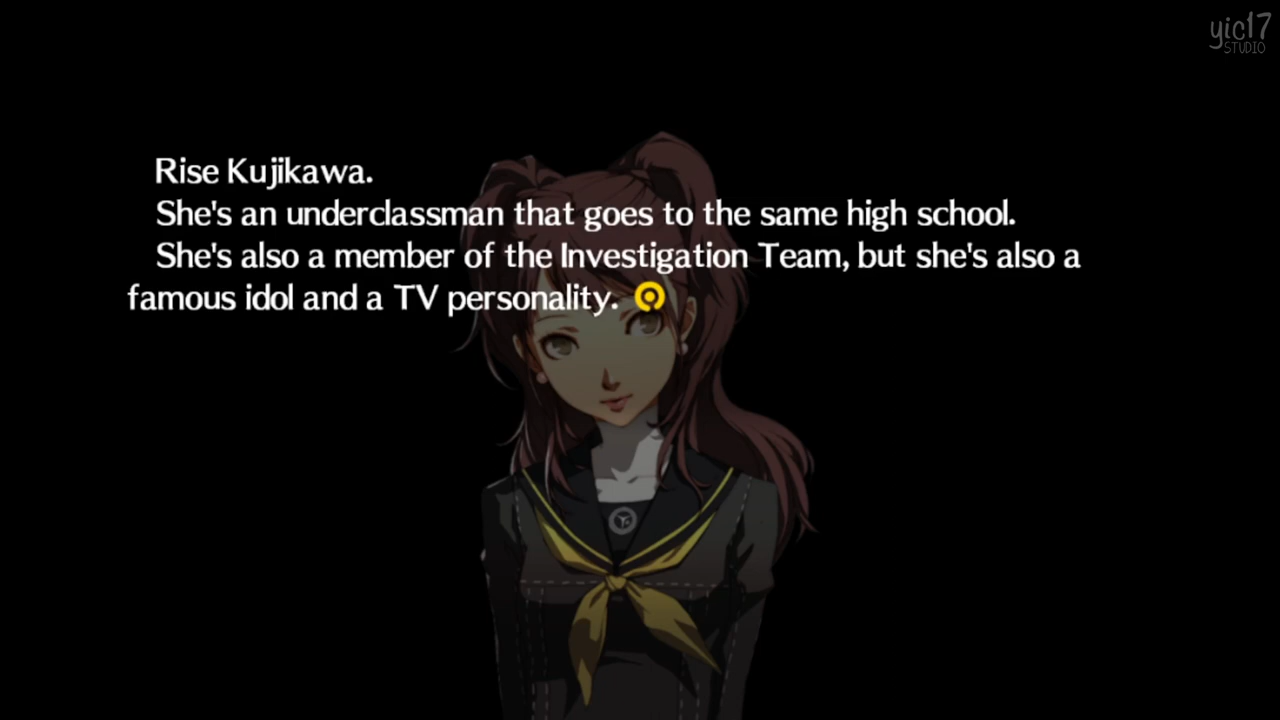 yic17
STUDIO
Rise Kujikawa.
She's an underclassman that goes to the same high school.
She's also a member of the Investigation Team, but she's also a
famous idol and a TV personality.